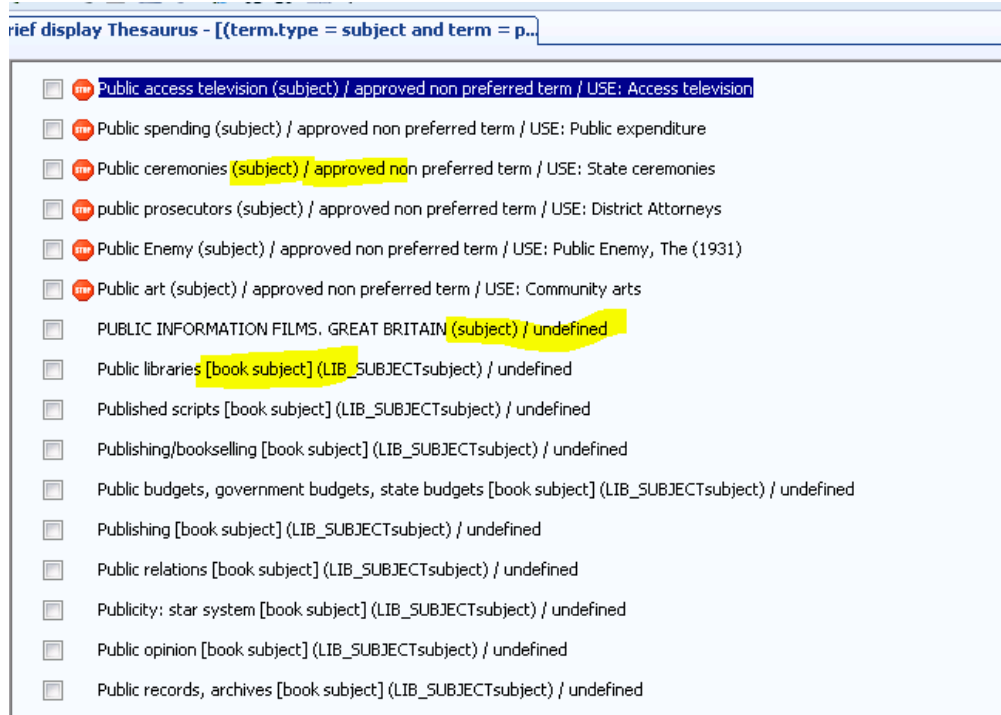 rief display Thesaurus - [(term.type = subject and term = p...
STOP Public access television (subject) / approved non preferred term / USE: Access television
STOP Public spending (subject) / approved non preferred term / USE: Public expenditure
STOP Public ceremonies (subject) / approved non preferred term / USE: State ceremonies
STOP public prosecutors (subject) / approved non preferred term / USE: District Attorneys
STOP Public Enemy (subject) / approved non preferred term / USE: Public Enemy, The (1931)
STOP Public art (subject) / approved non preferred term / USE: Community arts
PUBLIC INFORMATION FILMS. GREAT BRITAIN (subject) / undefined
Public libraries [book subject] (LIB_SUBJECTsubject) / undefined
Published scripts [book subject] (LIB_SUBJECTsubject) / undefined
Publishing/bookselling [book subject] (LIB_SUBJECTsubject) / undefined
Public budgets, government budgets, state budgets [book subject] (LIB_SUBJECTsubject) / undefined
Publishing [book subject] (LIB_SUBJECTsubject) / undefined
Public relations [book subject] (LIB_SUBJECTsubject) / undefined
Publicity: star system [book subject] (LIB_SUBJECTsubject) / undefined
Public opinion [book subject] (LIB_SUBJECTsubject) / undefined
Public records, archives [book subject] (LIB_SUBJECTsubject) / undefined